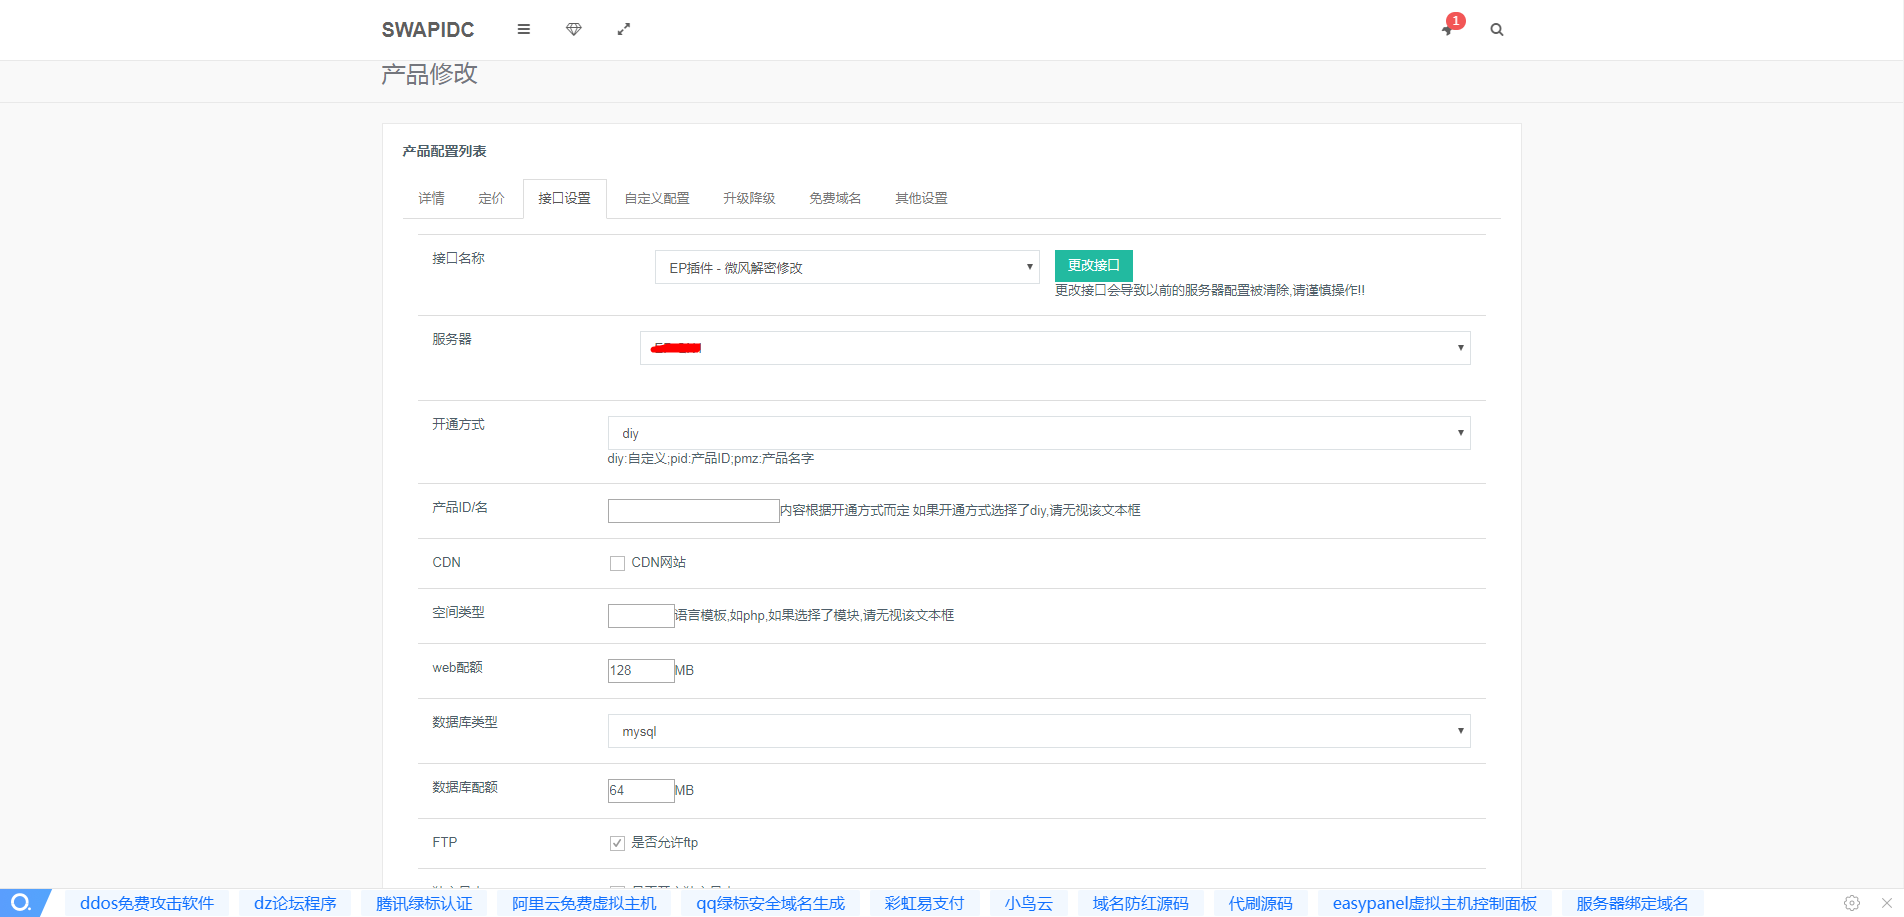 SWAPIDC
1
产品修改
产品配置列表
详情 定价 接口设置 自定义配置 升级降级 免费域名 其他设置
接口名称 EP插件 - 微风解密修改 更改接口
更改接口会导致以前的服务器配置被清除,请谨慎操作!!
服务器
开通方式 diy
diy:自定义;pid:产品ID;pmz:产品名字
产品ID/名 内容根据开通方式而定 如果开通方式选择了diy,请无视该文本框
CDN CDN网站
空间类型 语言模板,如php,如果选择了模块,请无视该文本框
web配额 128 MB
数据库类型 mysql
数据库配额 64 MB
FTP 是否允许ftp
ddos免费攻击软件 dz论坛程序 腾讯绿标认证 阿里云免费虚拟主机 qq绿标安全域名生成 彩虹易支付 小鸟云 域名防红源码 代刷源码 easypanel虚拟主机控制面板 服务器绑定域名